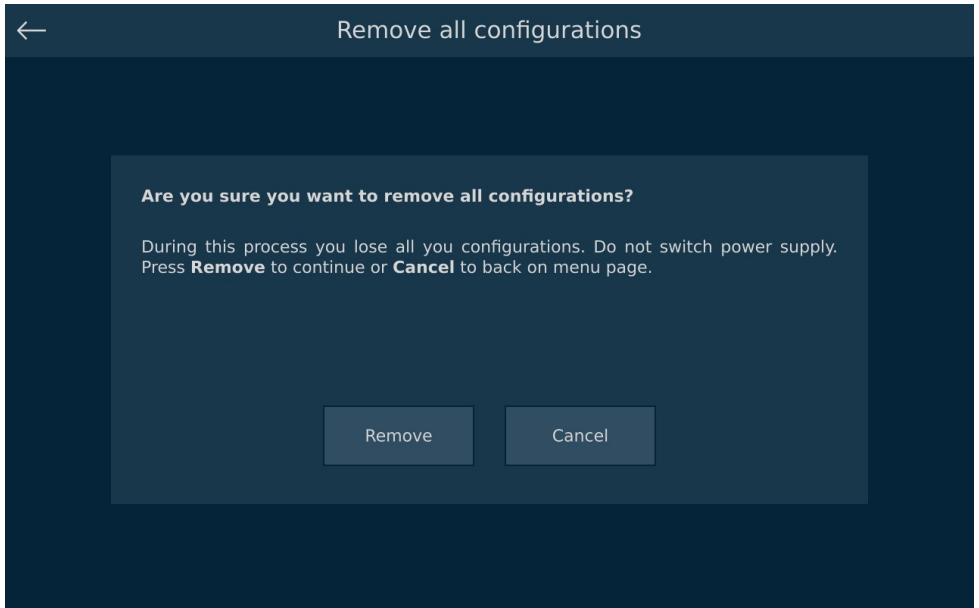 Remove all configurations
Are you sure you want to remove all configurations?
During this process you lose all you configurations. Do not switch power supply.
Press Remove to continue or Cancel to back on menu page.
Remove
Cancel